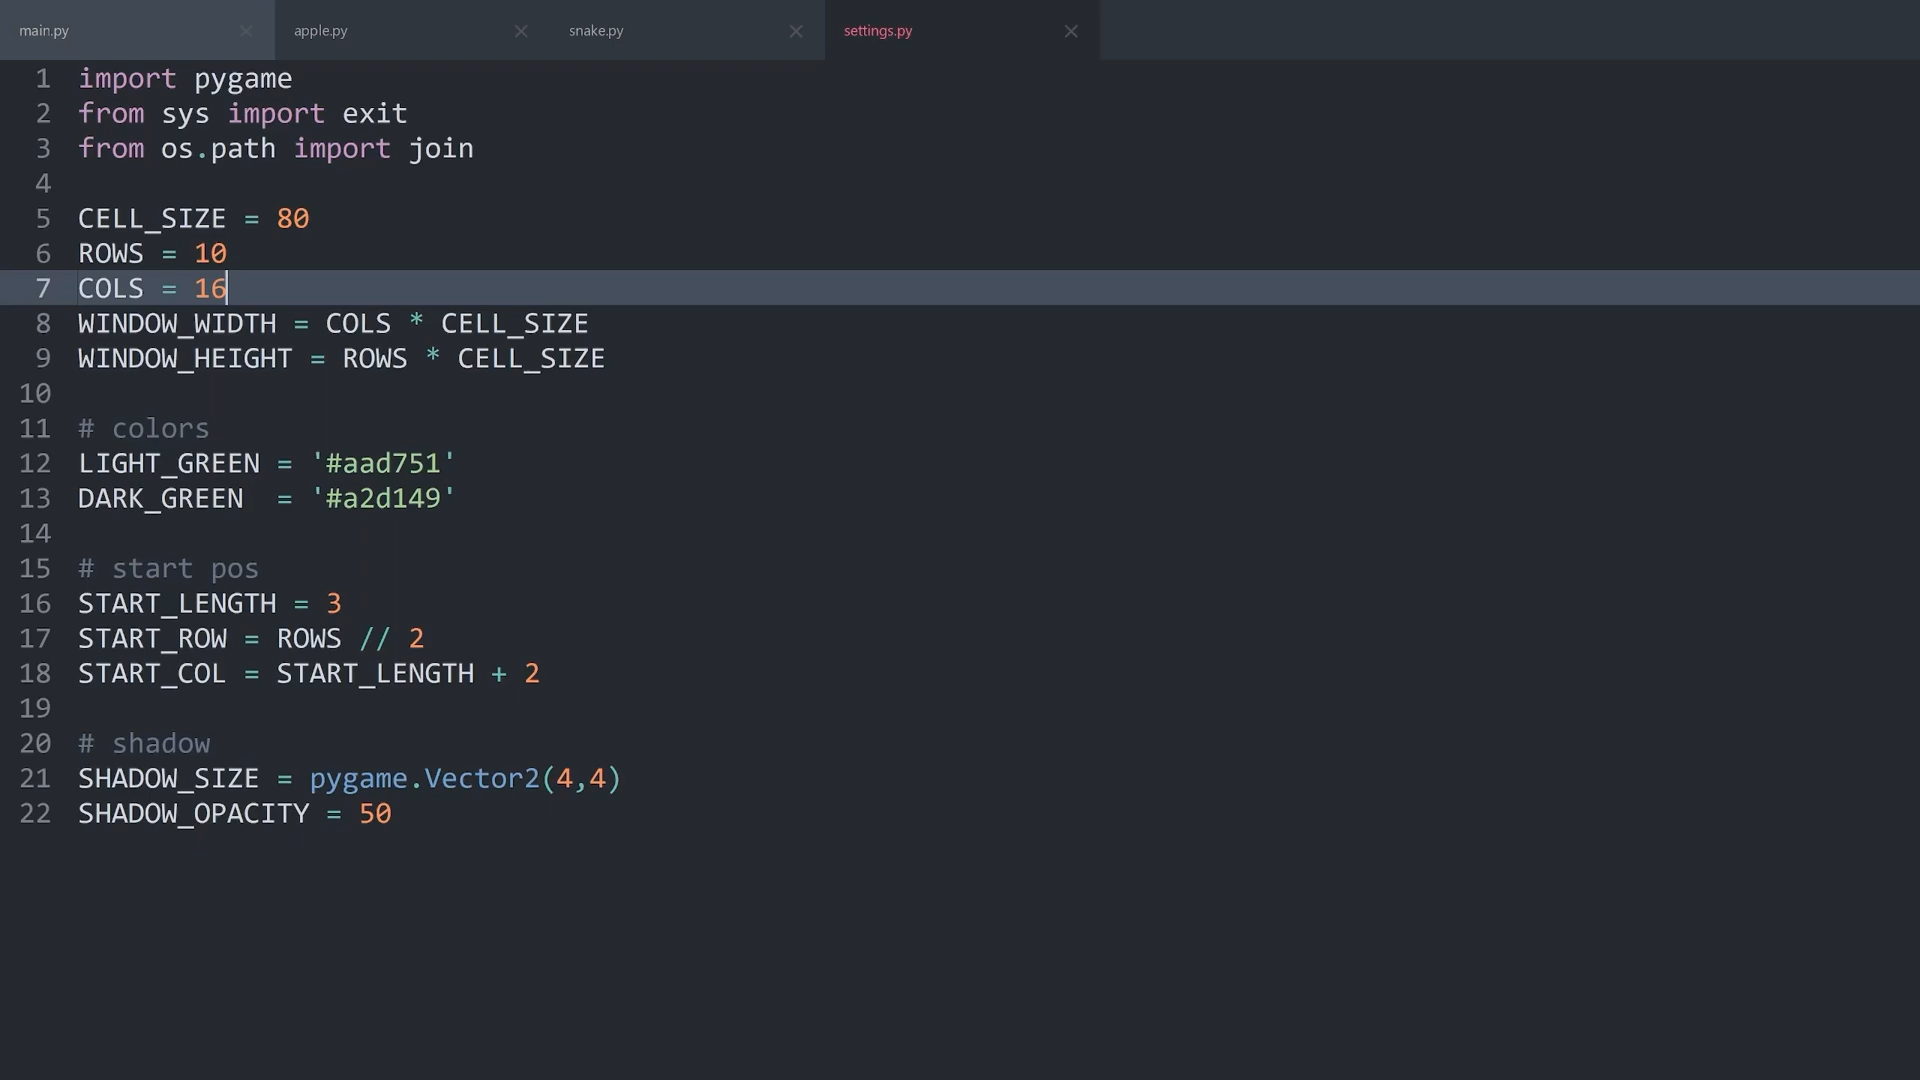 main.py apple.py snake.py settings.py
1 import pygame
2 from sys import exit
3 from os.path import join
4
5 CELL_SIZE = 80
6 ROWS = 10
7 COLS = 16
8 WINDOW_WIDTH = COLS * CELL_SIZE
9 WINDOW_HEIGHT = ROWS * CELL_SIZE
10
11 # colors
12 LIGHT_GREEN = '#aad751'
13 DARK_GREEN  = '#a2d149'
14
15 # start pos
16 START_LENGTH = 3
17 START_ROW = ROWS // 2
18 START_COL = START_LENGTH + 2
19
20 # shadow
21 SHADOW_SIZE = pygame.Vector2(4,4)
22 SHADOW_OPACITY = 50